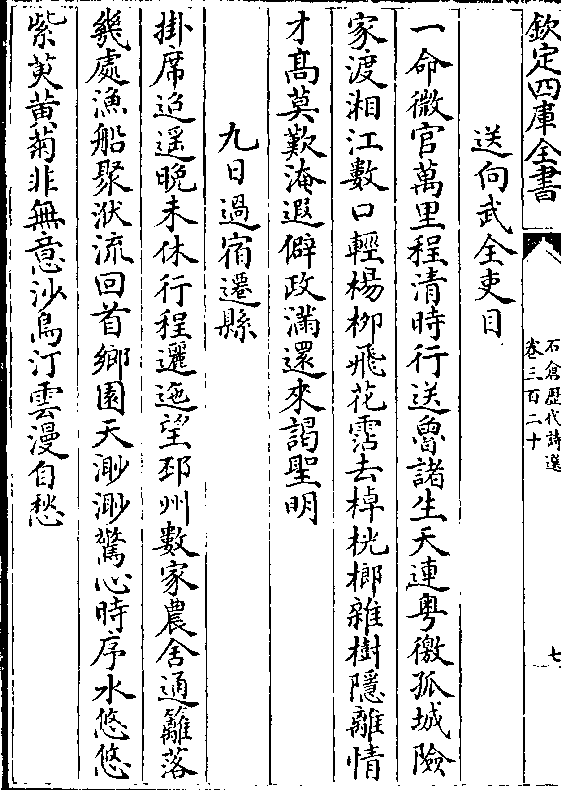 欽定四庫全書
石倉歷代詩選
卷三百二十
七
送向武全吏目
一命微官萬里程清時行送魯諸生天連粤徼孤城險
家渡湘江數口輕楊柳飛花霑去棹桄榔雜樹隱離情
才髙莫歎淹遐僻政滿還來謁聖明
九日過宿遷縣
掛席迢遥晩未休行程邐迤望邳州數家農舍通籬落
幾處漁船聚洑流回首鄉園天渺渺驚心時序水悠悠
紫萸黄菊非無意沙鳥汀雲漫自愁